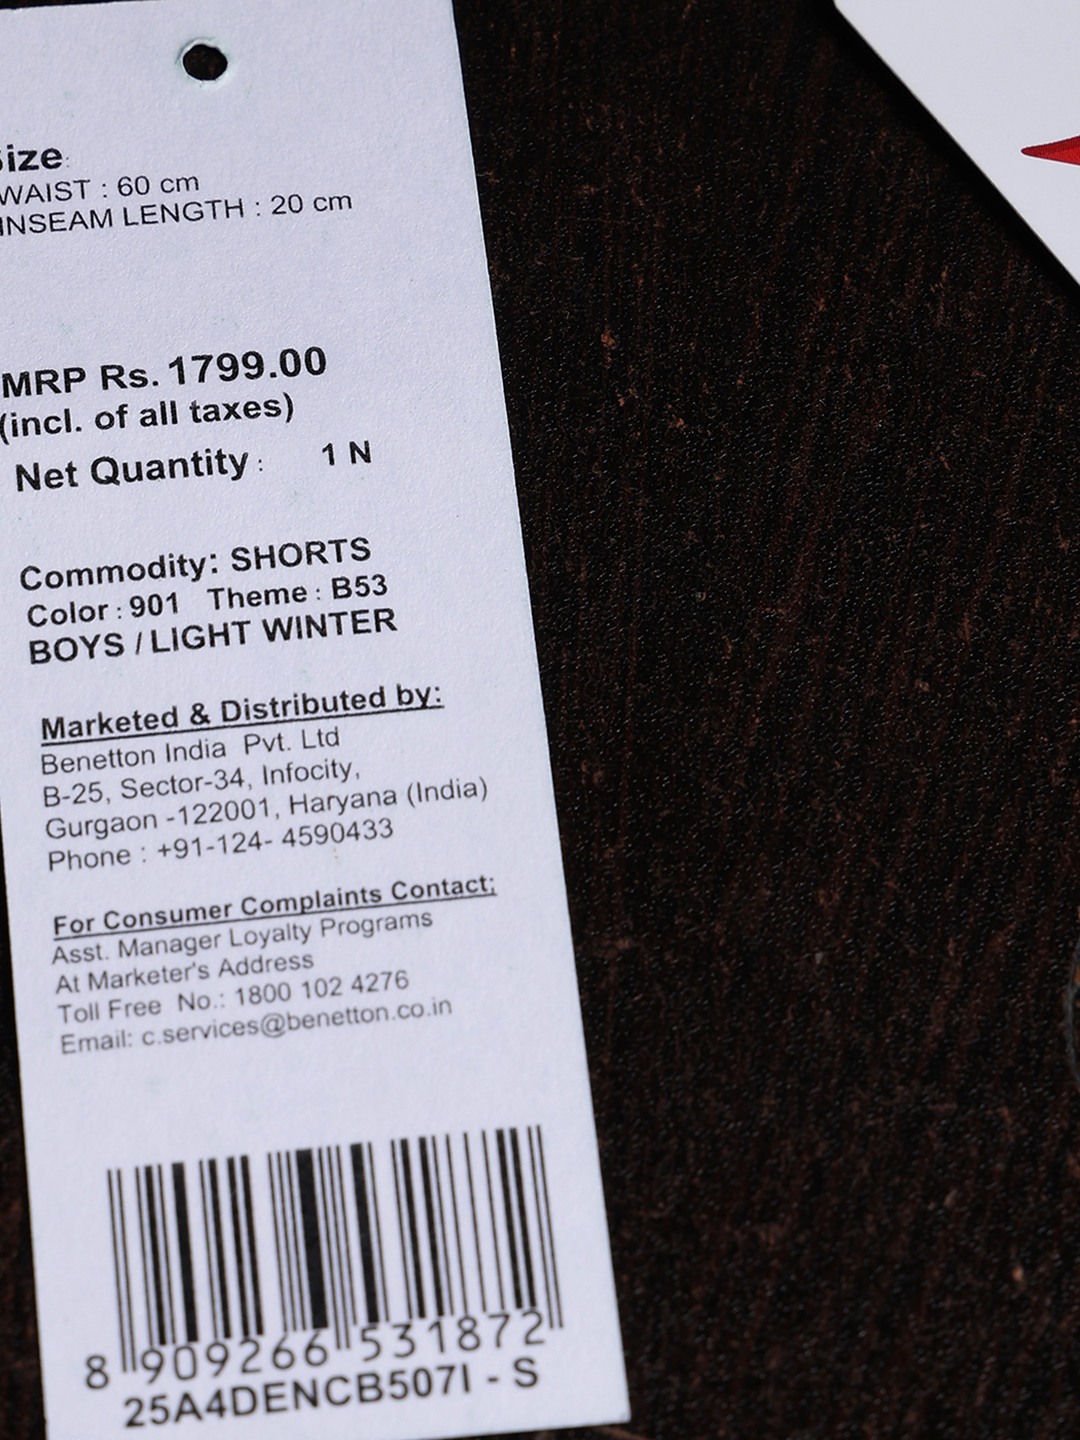 Size:
WAIST : 60 cm
INSEAM LENGTH : 20 cm
MRP Rs. 1799.00
(incl. of all taxes)
Net Quantity : 1 N
Commodity: SHORTS
Color : 901 Theme : B53
BOYS / LIGHT WINTER
Marketed & Distributed by:
Benetton India Pvt. Ltd
B-25, Sector-34, Infocity,
Gurgaon -122001, Haryana (India)
Phone : +91-124- 4590433
For Consumer Complaints Contact;
Asst. Manager Loyalty Programs
At Marketer's Address
Toll Free No.: 1800 102 4276
Email: c.services@benetton.co.in
8 909266 531872
25A4DENCB507I - S